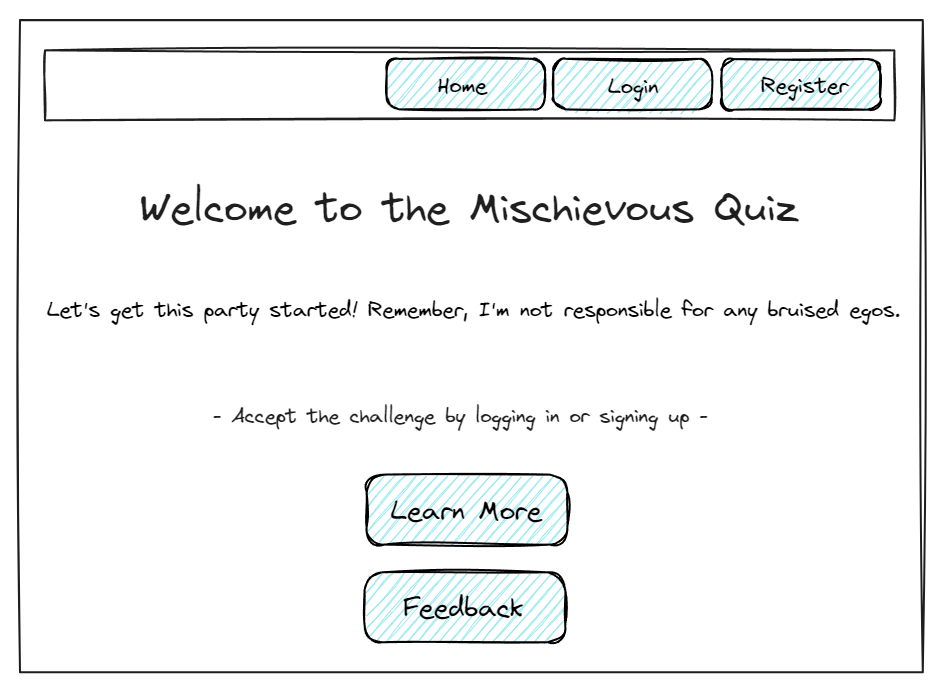 Home Login Register
Welcome to the Mischievous Quiz
Let's get this party started! Remember, I'm not responsible for any bruised egos.
- Accept the challenge by logging in or signing up -
Learn More
Feedback